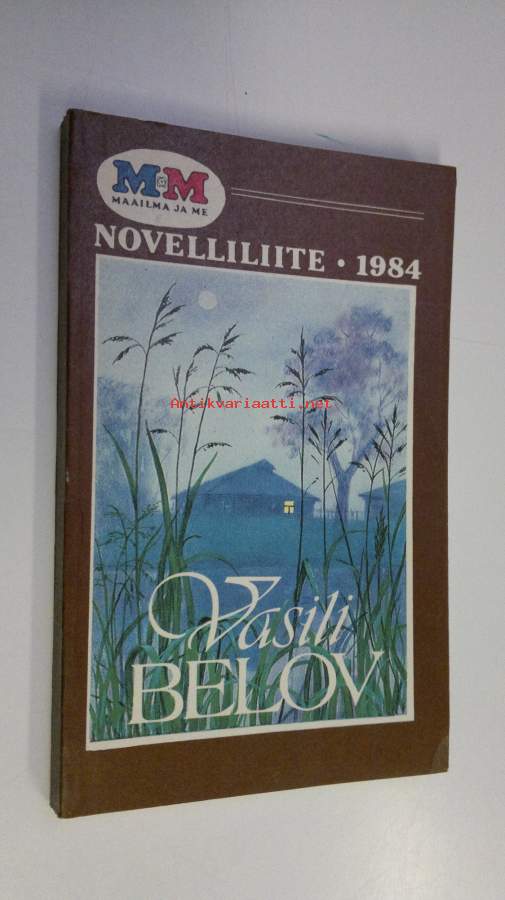 M M
MAAILMA JA ME
NOVELLILIITE • 1984
Antikvariaatti.net
Vasili
BELOV